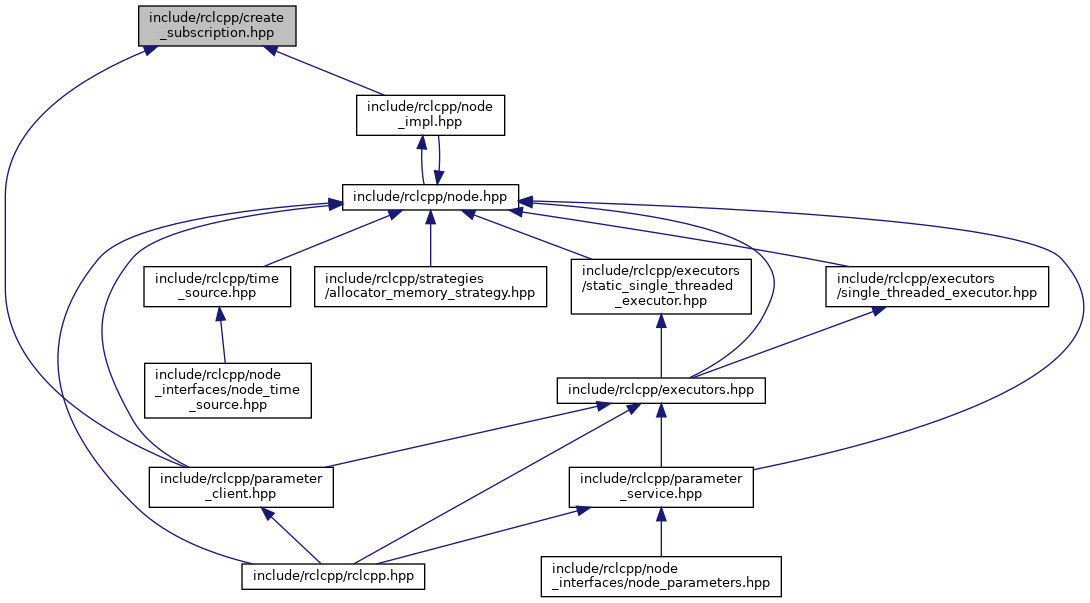 include/rclcpp/create
_subscription.hpp
include/rclcpp/node
_impl.hpp
include/rclcpp/node.hpp
include/rclcpp/time
_source.hpp
include/rclcpp/strategies
/allocator_memory_strategy.hpp
include/rclcpp/executors
/static_single_threaded
_executor.hpp
include/rclcpp/executors
/single_threaded_executor.hpp
include/rclcpp/node
_interfaces/node_time
_source.hpp
include/rclcpp/executors.hpp
include/rclcpp/parameter
_client.hpp
include/rclcpp/parameter
_service.hpp
include/rclcpp/rclcpp.hpp
include/rclcpp/node
_interfaces/node_parameters.hpp